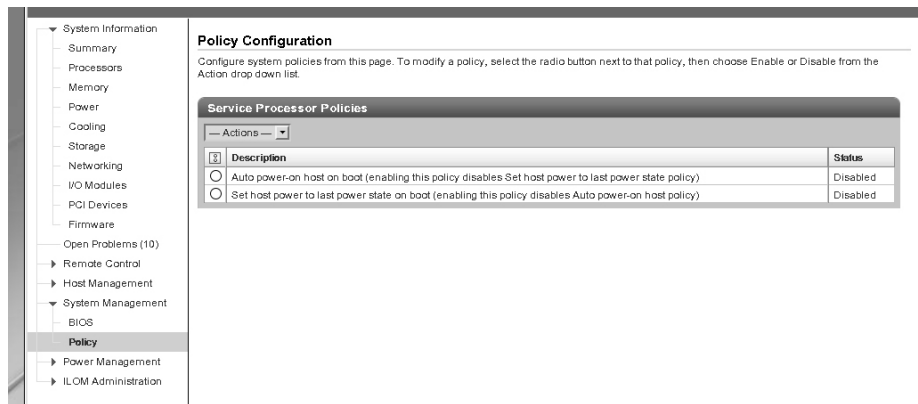 System Information
Summary
Processors
Memory
Power
Cooling
Storage
Networking
I/O Modules
PCI Devices
Firmware
Open Problems (10)
Remote Control
Host Management
System Management
BIOS
Policy
Power Management
ILOM Administration
Policy Configuration
Configure system policies from this page. To modify a policy, select the radio button next to that policy, then choose Enable or Disable from the
Action drop down list.
Service Processor Policies
— Actions —
Description Status
Auto power-on host on boot (enabling this policy disables Set host power to last power state policy) Disabled
Set host power to last power state on boot (enabling this policy disables Auto power-on host policy) Disabled